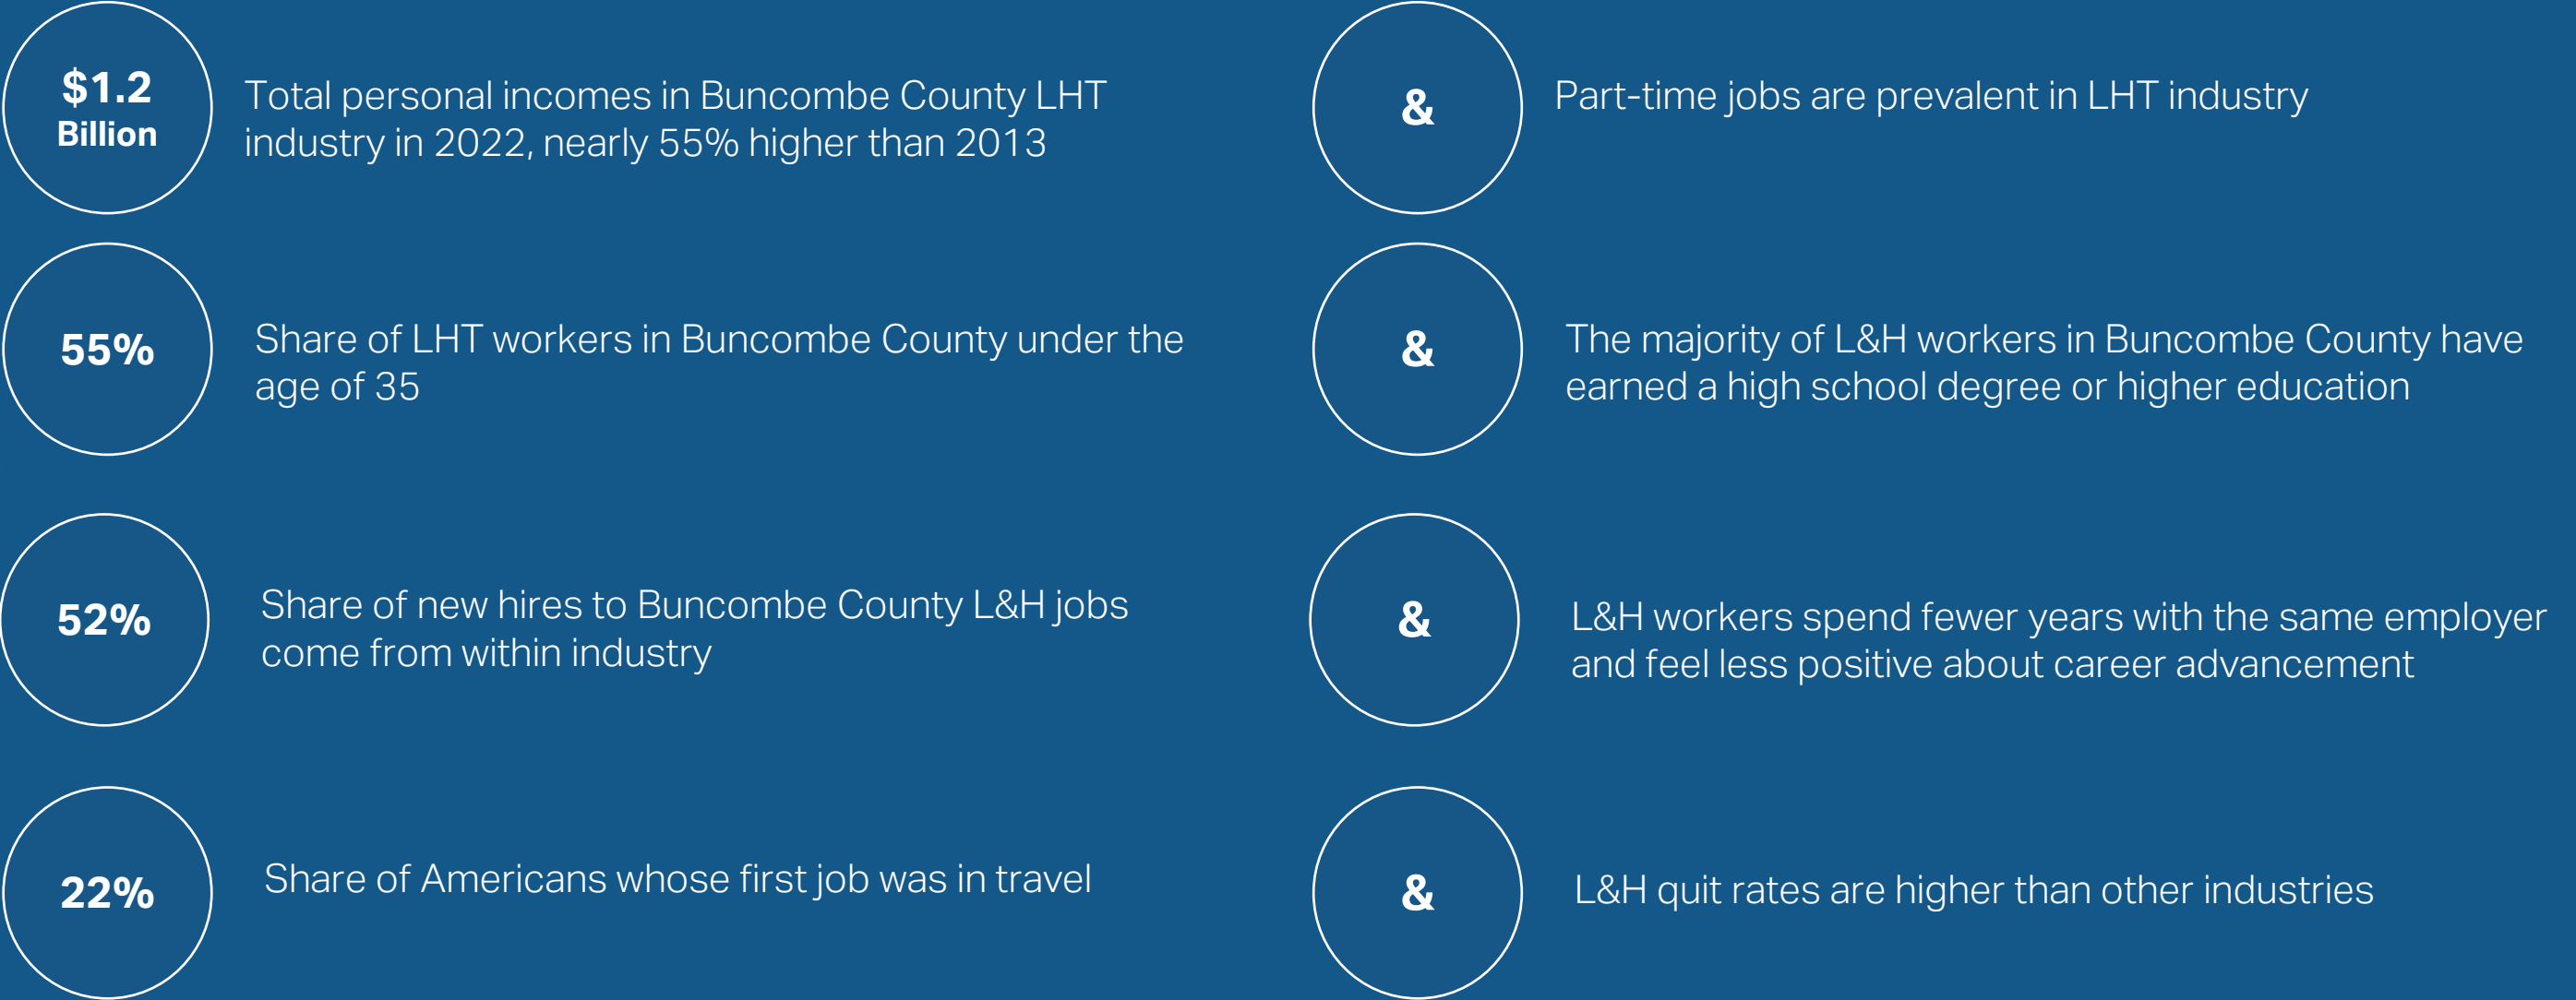 $1.2
Billion
Total personal incomes in Buncombe County LHT
industry in 2022, nearly 55% higher than 2013
&
Part-time jobs are prevalent in LHT industry
55%
Share of LHT workers in Buncombe County under the
age of 35
&
The majority of L&H workers in Buncombe County have
earned a high school degree or higher education
52%
Share of new hires to Buncombe County L&H jobs
come from within industry
&
L&H workers spend fewer years with the same employer
and feel less positive about career advancement
22%
Share of Americans whose first job was in travel
&
L&H quit rates are higher than other industries